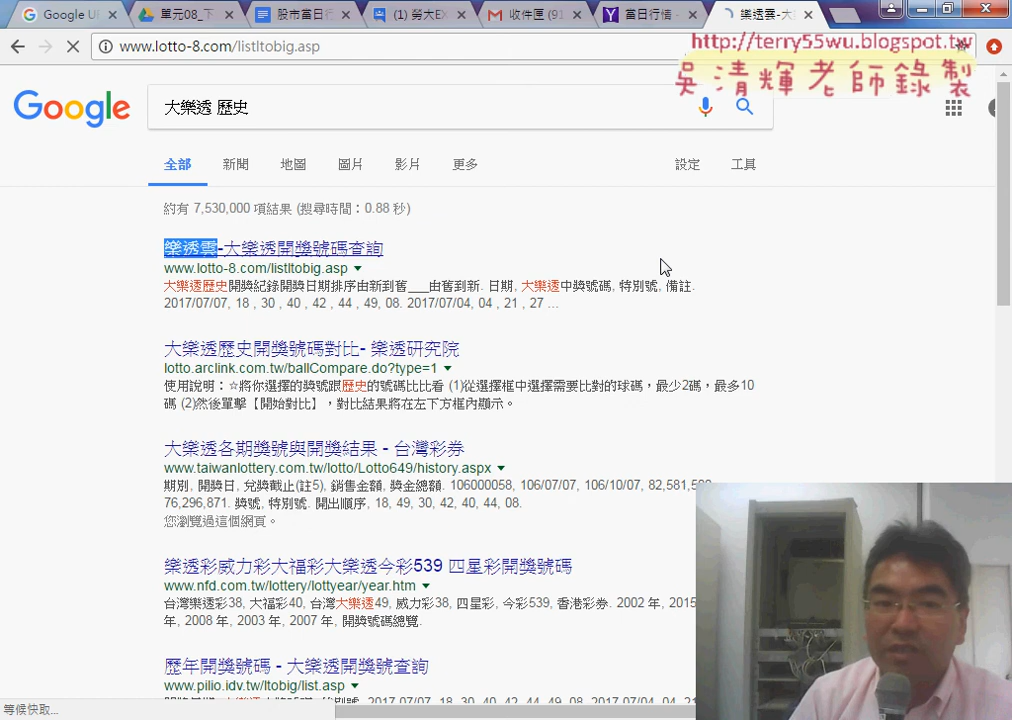 Google U
單元08_下
股市當日行
(1) 勞大EX
收件匣 (91
當日行情 -
樂透雲-大
www.lotto-8.com/listltobig.asp
http://terry55wu.blogspot.tw
吳清輝老師錄製
Google
大樂透 歷史
全部
新聞
地圖
圖片
影片
更多
設定
工具
約有 7,530,000 項結果 (搜尋時間：0.88 秒)
樂透雲-大樂透開獎號碼查詢
www.lotto-8.com/listltobig.asp
大樂透歷史開獎紀錄開獎日期排序由新到舊___由舊到新. 日期, 大樂透中獎號碼, 特別號, 備註.
2017/07/07, 18 , 30 , 40 , 42 , 44 , 49, 08. 2017/07/04, 04 , 21 , 27 ...
大樂透歷史開獎號碼對比- 樂透研究院
lotto.arclink.com.tw/ballCompare.do?type=1
使用說明：☆將你選擇的獎號跟歷史的號碼比比看 (1)從選擇框中選擇需要比對的球碼，最少2碼，最多10
碼 (2)然後單擊【開始對比】，對比結果將在左下方框內顯示。
大樂透各期獎號與開獎結果 - 台灣彩券
www.taiwanlottery.com.tw/lotto/Lotto649/history.aspx
期別, 開獎日, 兌獎截止(註5), 銷售金額, 獎金總額. 106000058, 106/07/07, 106/10/07, 82,581,500,
76,296,871. 獎號, 特別號. 開出順序, 18, 49, 30, 42, 40, 44, 08.
您瀏覽過這個網頁。
樂透彩威力彩大福彩大樂透今彩539 四星彩開獎號碼
www.nfd.com.tw/lottery/lottyear/year.htm
台灣樂透彩38, 大福彩40, 台灣大樂透49, 威力彩38, 四星彩, 今彩539, 香港彩券. 2002 年, 2015
年, 2008 年, 2003 年, 2007 年, 開獎號碼總覽.
歷年開獎號碼 - 大樂透開獎號查詢
www.pilio.idv.tw/ltobig/list.asp
等候快取...